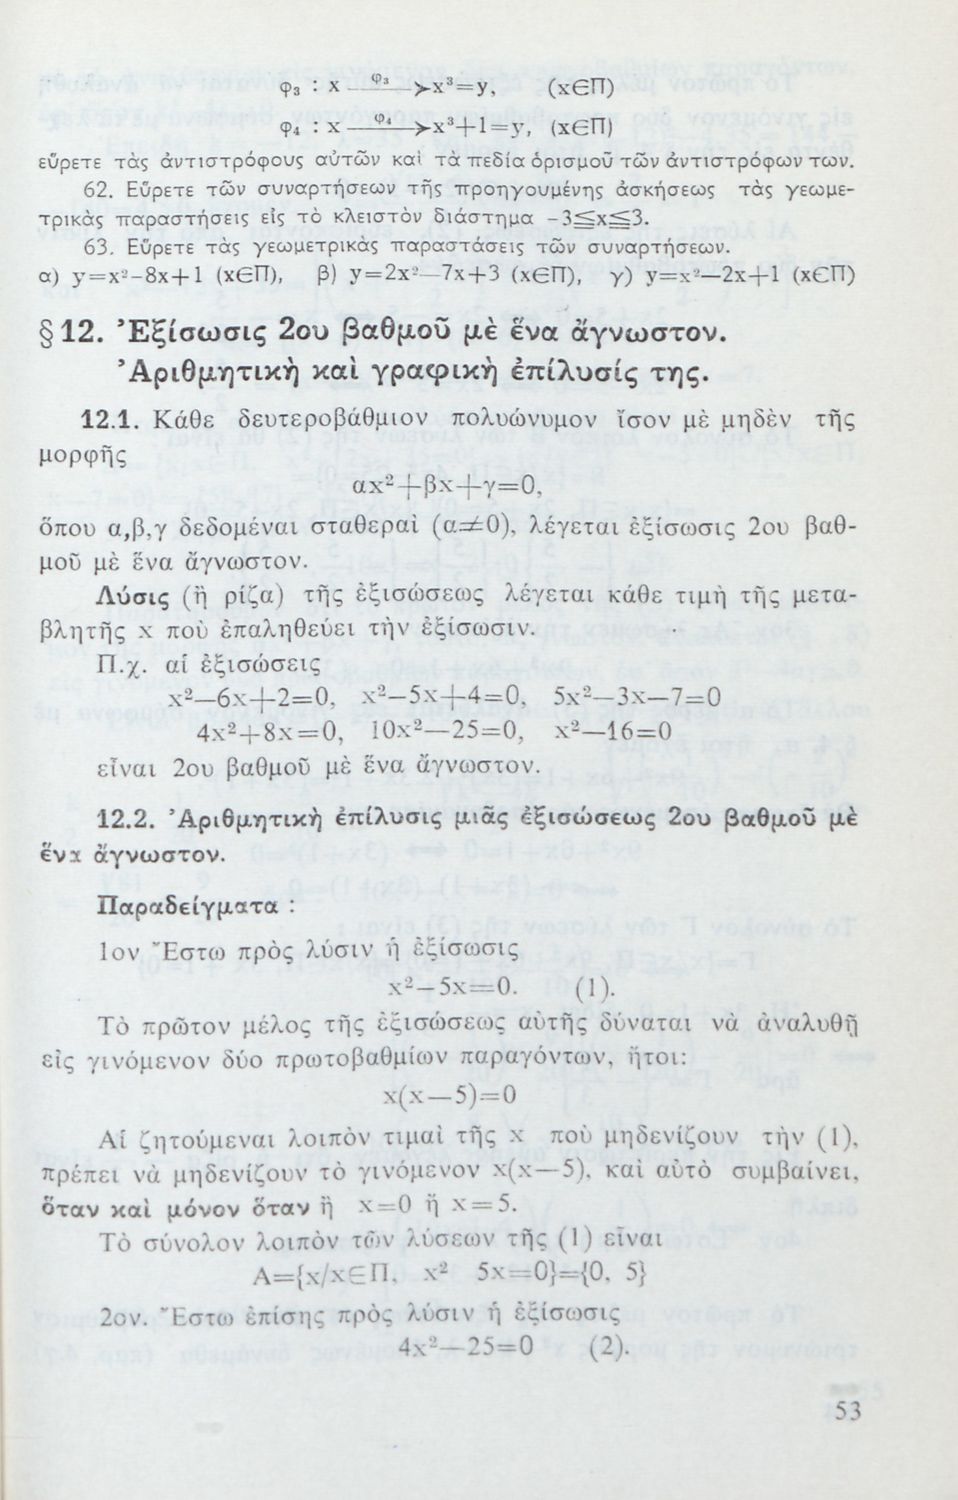 φ₃ : x —φ₃→ x³=y, (x∈Π)
φ₄ : x —φ₄→ x³+1=y, (x∈Π)
εὕρετε τὰς ἀντιστρόφους αὐτῶν καὶ τὰ πεδία ὁρισμοῦ τῶν ἀντιστρόφων των.
62. Εὕρετε τῶν συναρτήσεων τῆς προηγουμένης ἀσκήσεως τὰς γεωμε-
τρικὰς παραστήσεις εἰς τὸ κλειστὸν διάστημα -3≦x≦3.
63. Εὕρετε τὰς γεωμετρικὰς παραστάσεις τῶν συναρτήσεων.
α) y=x²-8x+1 (x∈Π), β) y=2x²—7x+3 (x∈Π), γ) y=x²—2x+1 (x∈Π)
§ 12. Ἐξίσωσις 2ου βαθμοῦ μὲ ἕνα ἄγνωστον.
Ἀριθμητικὴ καὶ γραφικὴ ἐπίλυσίς της.
12.1. Κάθε δευτεροβάθμιον πολυώνυμον ἴσον μὲ μηδὲν τῆς
μορφῆς
αx²+βx+γ=0,
ὅπου α,β,γ δεδομέναι σταθεραὶ (α≠0), λέγεται ἐξίσωσις 2ου βαθ-
μοῦ μὲ ἕνα ἄγνωστον.
Λύσις (ἢ ρίζα) τῆς ἐξισώσεως λέγεται κάθε τιμὴ τῆς μετα-
βλητῆς x ποὺ ἐπαληθεύει τὴν ἐξίσωσιν.
Π.χ. αἱ ἐξισώσεις
x²—6x+2=0, x²—5x+4=0, 5x²—3x—7=0
4x²+8x=0, 10x²—25=0, x²—16=0
εἶναι 2ου βαθμοῦ μὲ ἕνα ἄγνωστον.
12.2. Ἀριθμητικὴ ἐπίλυσις μιᾶς ἐξισώσεως 2ου βαθμοῦ μὲ
ἕνα ἄγνωστον.
Παραδείγματα :
1ον Ἔστω πρὸς λύσιν ἡ ἐξίσωσις
x²—5x=0. (1).
Τὸ πρῶτον μέλος τῆς ἐξισώσεως αὐτῆς δύναται νὰ ἀναλυθῇ
εἰς γινόμενον δύο πρωτοβαθμίων παραγόντων, ἤτοι:
x(x—5)=0
Αἱ ζητούμεναι λοιπὸν τιμαὶ τῆς x ποὺ μηδενίζουν τὴν (1),
πρέπει νὰ μηδενίζουν τὸ γινόμενον x(x—5), καὶ αὐτὸ συμβαίνει,
ὅταν καὶ μόνον ὅταν ἢ x=0 ἢ x=5.
Τὸ σύνολον λοιπὸν τῶν λύσεων τῆς (1) εἶναι
A={x/x∈Π, x² 5x=0}={0, 5}
2ον. Ἔστω ἐπίσης πρὸς λύσιν ἡ ἐξίσωσις
4x²—25=0 (2).
53